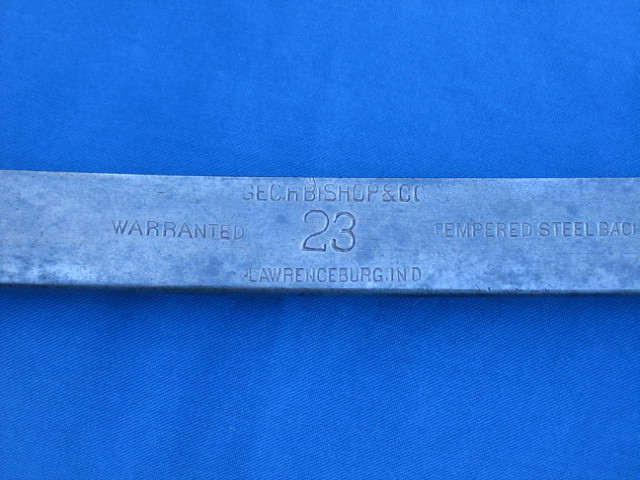 GEO.H BISHOP & CO
WARRANTED 23 TEMPERED STEEL BACK
LAWRENCEBURG.IND